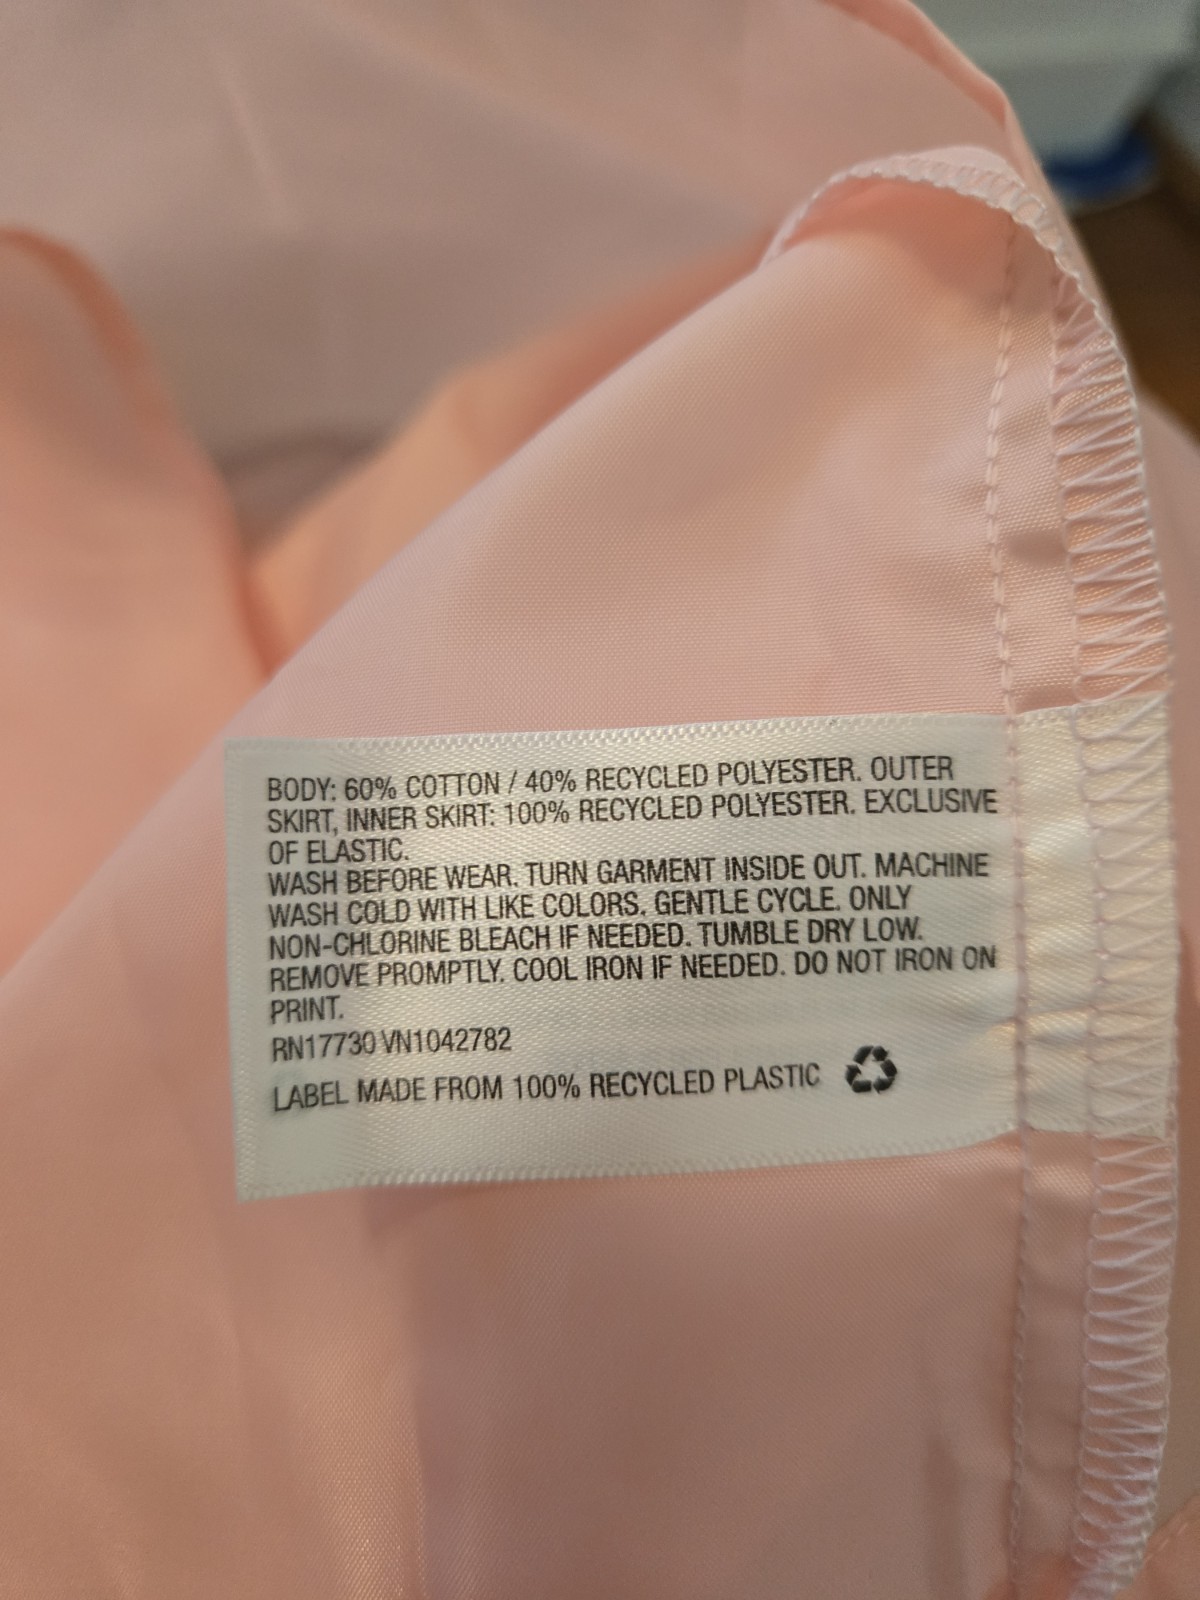 BODY: 60% COTTON / 40% RECYCLED POLYESTER. OUTER
SKIRT, INNER SKIRT: 100% RECYCLED POLYESTER. EXCLUSIVE
OF ELASTIC.
WASH BEFORE WEAR. TURN GARMENT INSIDE OUT. MACHINE
WASH COLD WITH LIKE COLORS. GENTLE CYCLE. ONLY
NON-CHLORINE BLEACH IF NEEDED. TUMBLE DRY LOW.
REMOVE PROMPTLY. COOL IRON IF NEEDED. DO NOT IRON ON
PRINT.
RN17730 VN1042782
LABEL MADE FROM 100% RECYCLED PLASTIC